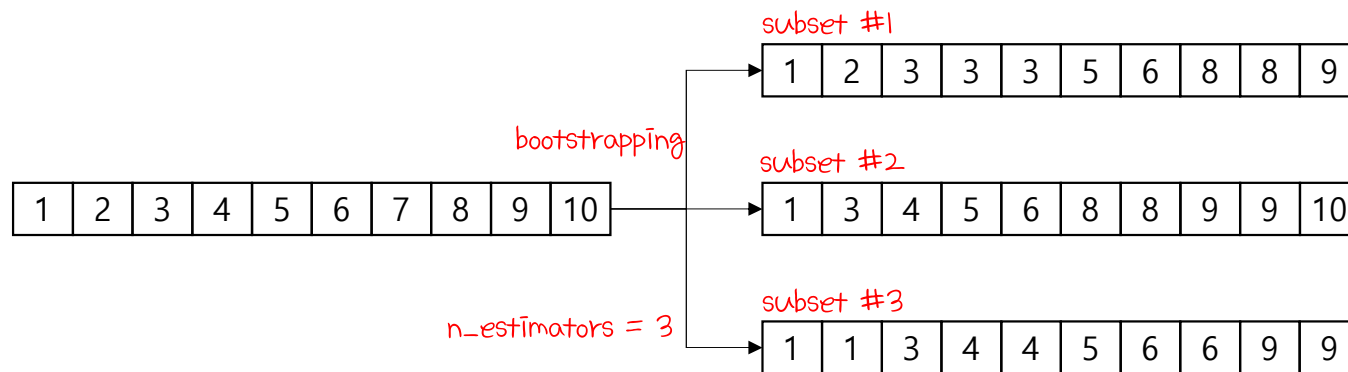 subset #1
1 2 3 3 3 5 6 8 8 9
bootstrapping
subset #2
1 2 3 4 5 6 7 8 9 10
1 3 4 5 6 8 8 9 9 10
subset #3
n_estimators = 3
1 1 3 4 4 5 6 6 9 9